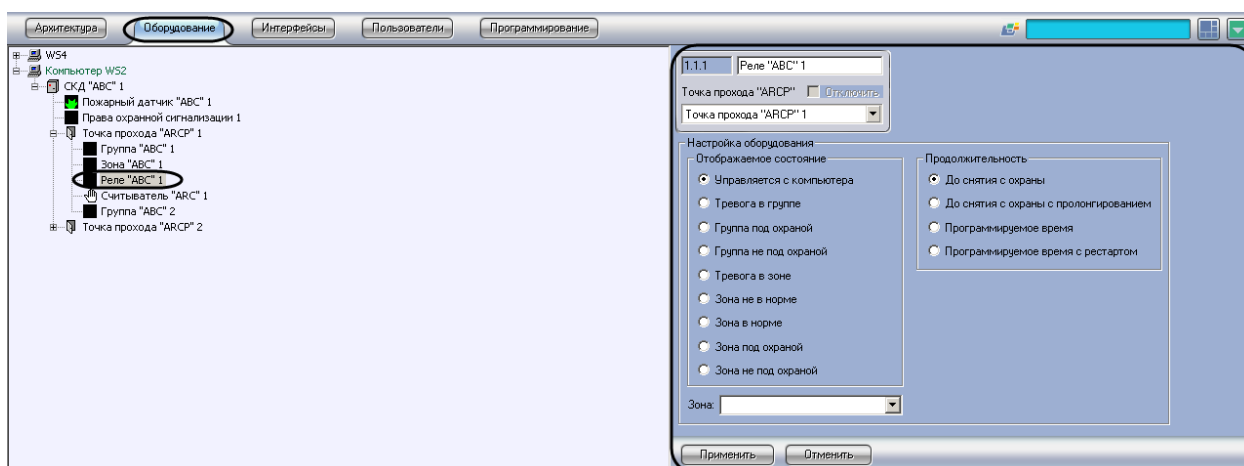 Архитектура Оборудование Интерфейсы Пользователи Программирование
WS4
Компьютер WS2
СКД "ABC" 1
Пожарный датчик "ABC" 1
Права охранной сигнализации 1
Точка прохода "ARCP" 1
Группа "ABC" 1
Зона "ABC" 1
Реле "ABC" 1
Считыватель "ARC" 1
Группа "ABC" 2
Точка прохода "ARCP" 2
1.1.1 Реле "ABC" 1
Точка прохода "ARCP" Отключить
Точка прохода "ARCP" 1
Настройка оборудования
Отображаемое состояние
Управляется с компьютера
Тревога в группе
Группа под охраной
Группа не под охраной
Тревога в зоне
Зона не в норме
Зона в норме
Зона под охраной
Зона не под охраной
Продолжительность
До снятия с охраны
До снятия с охраны с пролонгированием
Программируемое время
Программируемое время с рестартом
Зона:
Применить Отменить